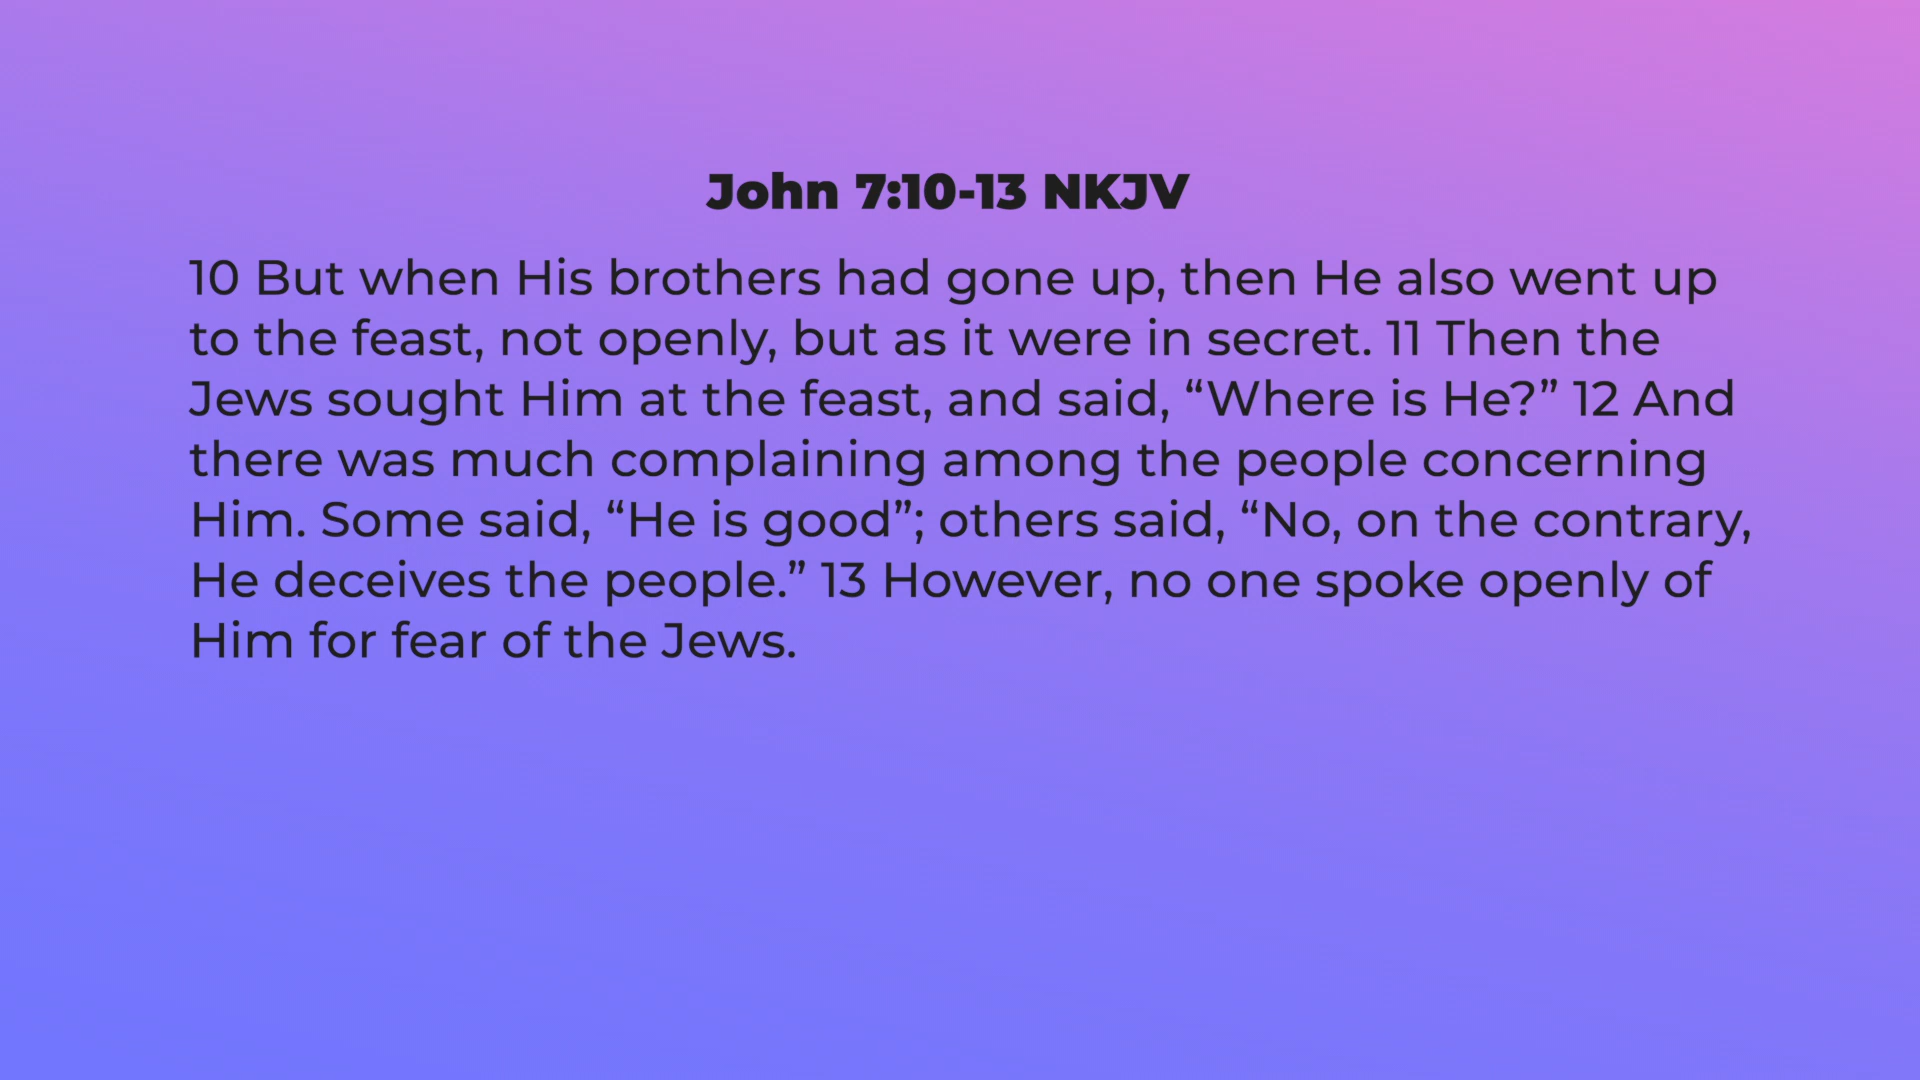 John 7:10-13 NKJV
10 But when His brothers had gone up, then He also went up
to the feast, not openly, but as it were in secret. 11 Then the
Jews sought Him at the feast, and said, “Where is He?” 12 And
there was much complaining among the people concerning
Him. Some said, “He is good”; others said, “No, on the contrary,
He deceives the people.” 13 However, no one spoke openly of
Him for fear of the Jews.